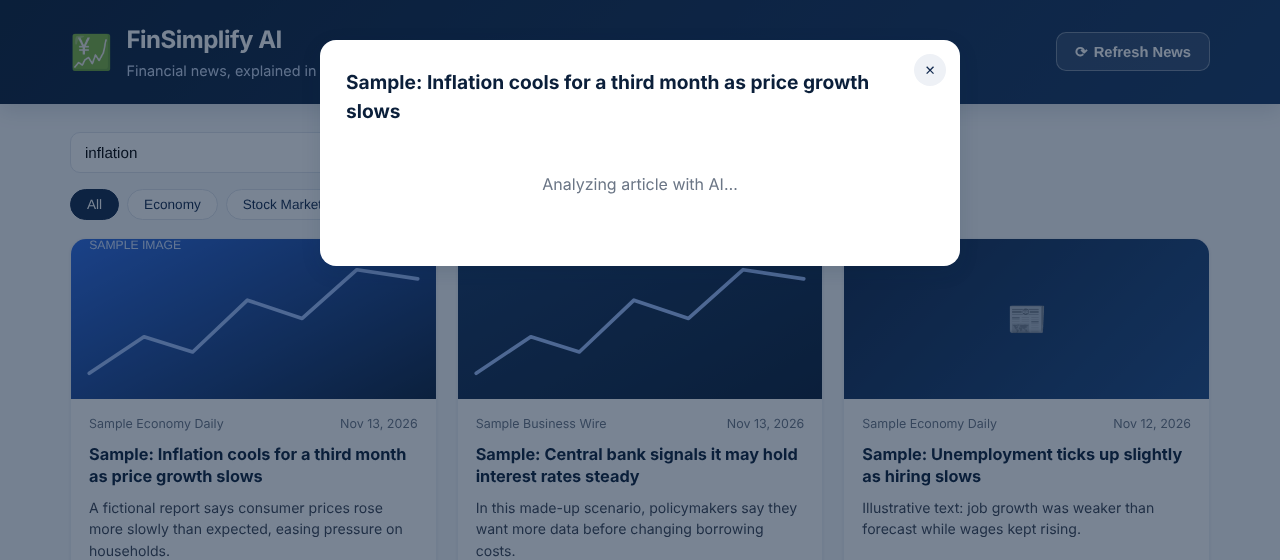 FinSimplify AI
Financial news, explained in
⟳ Refresh News
Sample: Inflation cools for a third month as price growth
slows
×
Analyzing article with AI…
inflation
All
Economy
Stock Market
SAMPLE IMAGE
Sample Economy Daily
Nov 13, 2026
Sample: Inflation cools for a third month
as price growth slows
A fictional report says consumer prices rose
more slowly than expected, easing pressure on
households.
Sample Business Wire
Nov 13, 2026
Sample: Central bank signals it may hold
interest rates steady
In this made-up scenario, policymakers say they
want more data before changing borrowing
costs.
Sample Economy Daily
Nov 12, 2026
Sample: Unemployment ticks up slightly
as hiring slows
Illustrative text: job growth was weaker than
forecast while wages kept rising.